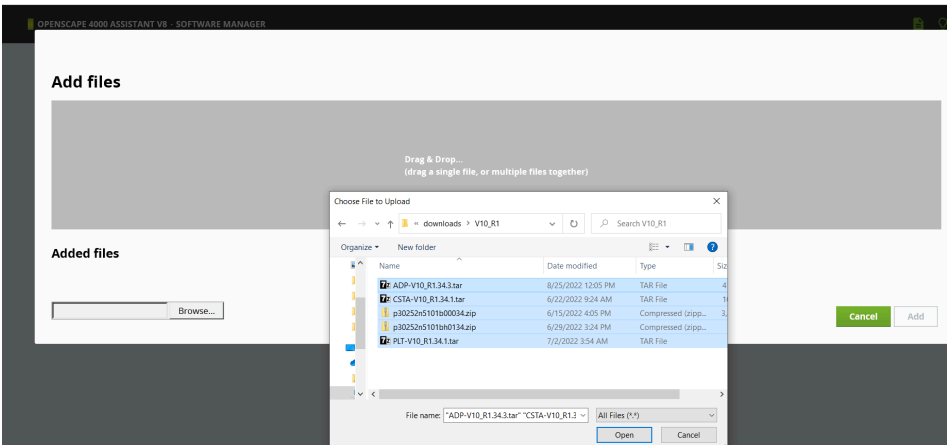 OPENSCAPE 4000 ASSISTANT V8 - SOFTWARE MANAGER
Add files
Drag & Drop...
(drag a single file, or multiple files together)
Choose File to Upload
« downloads > V10_R1
Search V10_R1
Organize
New folder
Added files
Name Date modified Type Siz
ADP-V10_R1.34.3.tar 8/25/2022 12:05 PM TAR File 4
CSTA-V10_R1.34.1.tar 6/22/2022 9:24 AM TAR File 1
p30252n5101b00034.zip 6/15/2022 4:05 PM Compressed (zipp... 3,
p30252n5101bh0134.zip 6/29/2022 3:24 PM Compressed (zipp...
PLT-V10_R1.34.1.tar 7/2/2022 3:54 AM TAR File
Browse...
Cancel
Add
File name: "ADP-V10_R1.34.3.tar" "CSTA-V10_R1.3
All Files (*.*)
Open
Cancel